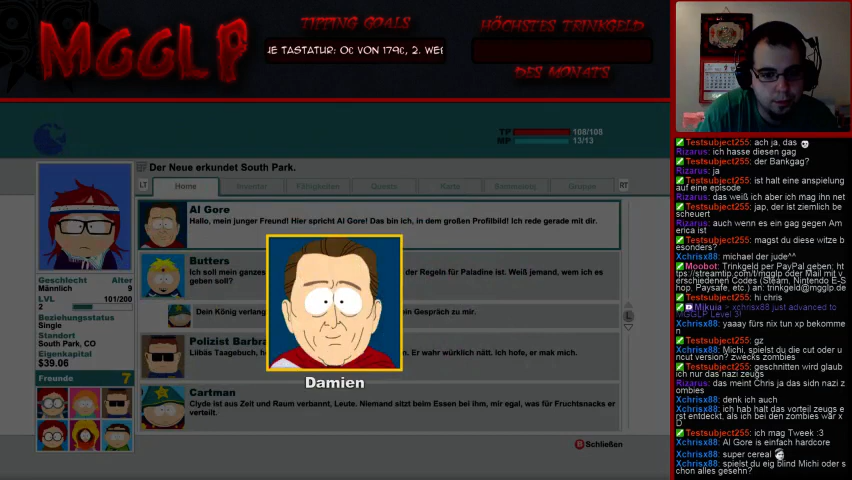 MGGLP
TIPPING GOALS
JE TASTATUR: 0€ VON 179€, 2. WEI
HÖCHSTES TRINKGELD
DES MONATS
TP 108/108
MP 13/13
Der Neue erkundet South Park.
LT Home Inventar Fähigkeiten Quests Karte Sammlung Gruppe RT
Al Gore
Hallo, mein junger Freund! Hier spricht Al Gore! Das bin ich, in dem großen Profilbild! Ich rede gerade mit dir.
Butters
Ich soll mein ganzes der Regeln für Paladine ist. Weiß jemand, wem ich es
geben soll?
Dein König verlang Gespräch zu mir.
Polizist Barbra
Liibäs Taagebuch, h Er wahr würklich nätt. Ich hofe, er mak mich.
Cartman
Clyde ist aus Zeit und Raum verbannt, Leute. Niemand sitzt beim Essen bei ihm, mir egal, was für Fruchtsnacks er
verteilt.
Damien
B Schließen
L
Geschlecht Alter
Männlich 9
LVL 101/200
2
Beziehungsstatus
Single
Standort
South Park, CO
Eigenkapital
$39.06
Freunde 7
Testsubject255: ach ja, das
Rizarus: ich hasse diesen gag
Testsubject255: der Bankgag?
Rizarus: ja
Testsubject255: ist halt eine anspielung
auf eine episode
Rizarus: das weiß ich aber ich mag ihn net
Testsubject255: jap, der ist ziemlich be
scheuert
Rizarus: auch wenn es ein gag gegen Am
erica ist
Testsubject255: magst du diese witze b
esonders?
Xchrisx88: michael der jude^^
Moobot: Trinkgeld per PayPal geben: ht
tps://streamtip.com/t/mgglp oder Mail mit v
erschiedenen Codes (Steam, Nintendo E-S
hop, Paysafe, etc.) an: trinkgeld@mgglp.de
Testsubject255: hi chris
Mikuia: > xchrisx88 just advanced to
MGGLP Level 3!
Xchrisx88: yaaay fürs nix tun xp bekomme
n
Testsubject255: gz
Xchrisx88: Michi, spielst du die cut oder u
ncut version? zwecks zombies
Testsubject255: geschnitten wird glaub
ich nur das nazi zeugs
Rizarus: das meint Chris ja das sidn nazi z
ombies
Xchrisx88: denk ich auch
Xchrisx88: ich hab halt das vorteil zeugs e
rst entdeckt, als ich bei den zombies war x
D
Testsubject255: ich mag Tweek :3
Xchrisx88: Al Gore is einfach hardcore
Xchrisx88: super cereal
Xchrisx88: spielst du eig blind Michi oder s
chon alles gesehn?